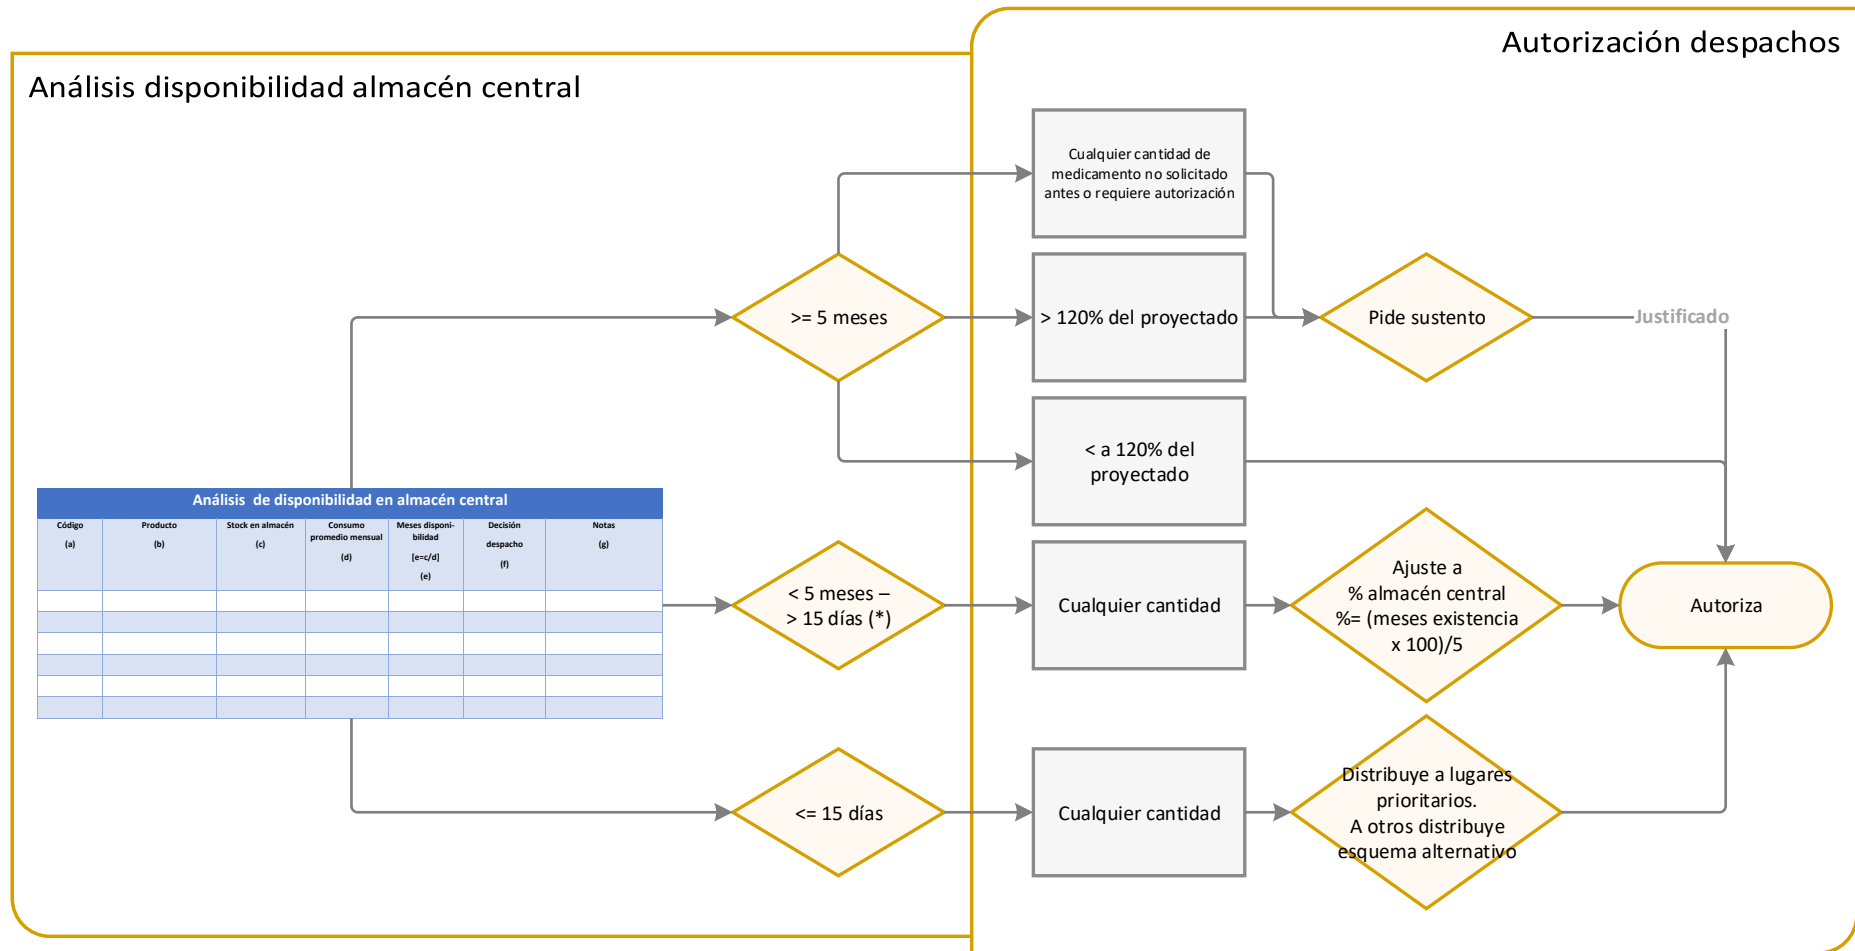 Autorización despachos
Análisis disponibilidad almacén central
Cualquier cantidad de
medicamento no solicitado
antes o requiere autorización
>= 5 meses
> 120% del proyectado
Pide sustento
Justificado
< a 120% del
proyectado
Análisis de disponibilidad en almacén central
Código
(a)
Producto
(b)
Stock en almacén
(c)
Consumo
promedio mensual
(d)
Meses disponi-
bilidad
[e=c/d]
(e)
Decisión
despacho
(f)
Notas
(g)
< 5 meses –
> 15 días (*)
Cualquier cantidad
Ajuste a
% almacén central
%= (meses existencia
x 100)/5
Autoriza
<= 15 días
Cualquier cantidad
Distribuye a lugares
prioritarios.
A otros distribuye
esquema alternativo